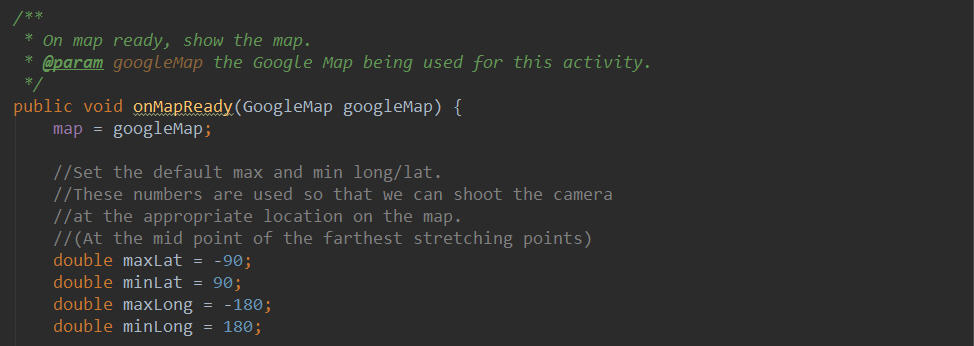 /**
 * On map ready, show the map.
 * @param googleMap the Google Map being used for this activity.
 */
public void onMapReady(GoogleMap googleMap) {
    map = googleMap;

    //Set the default max and min long/lat.
    //These numbers are used so that we can shoot the camera
    //at the appropriate location on the map.
    //(At the mid point of the farthest stretching points)
    double maxLat = -90;
    double minLat = 90;
    double maxLong = -180;
    double minLong = 180;